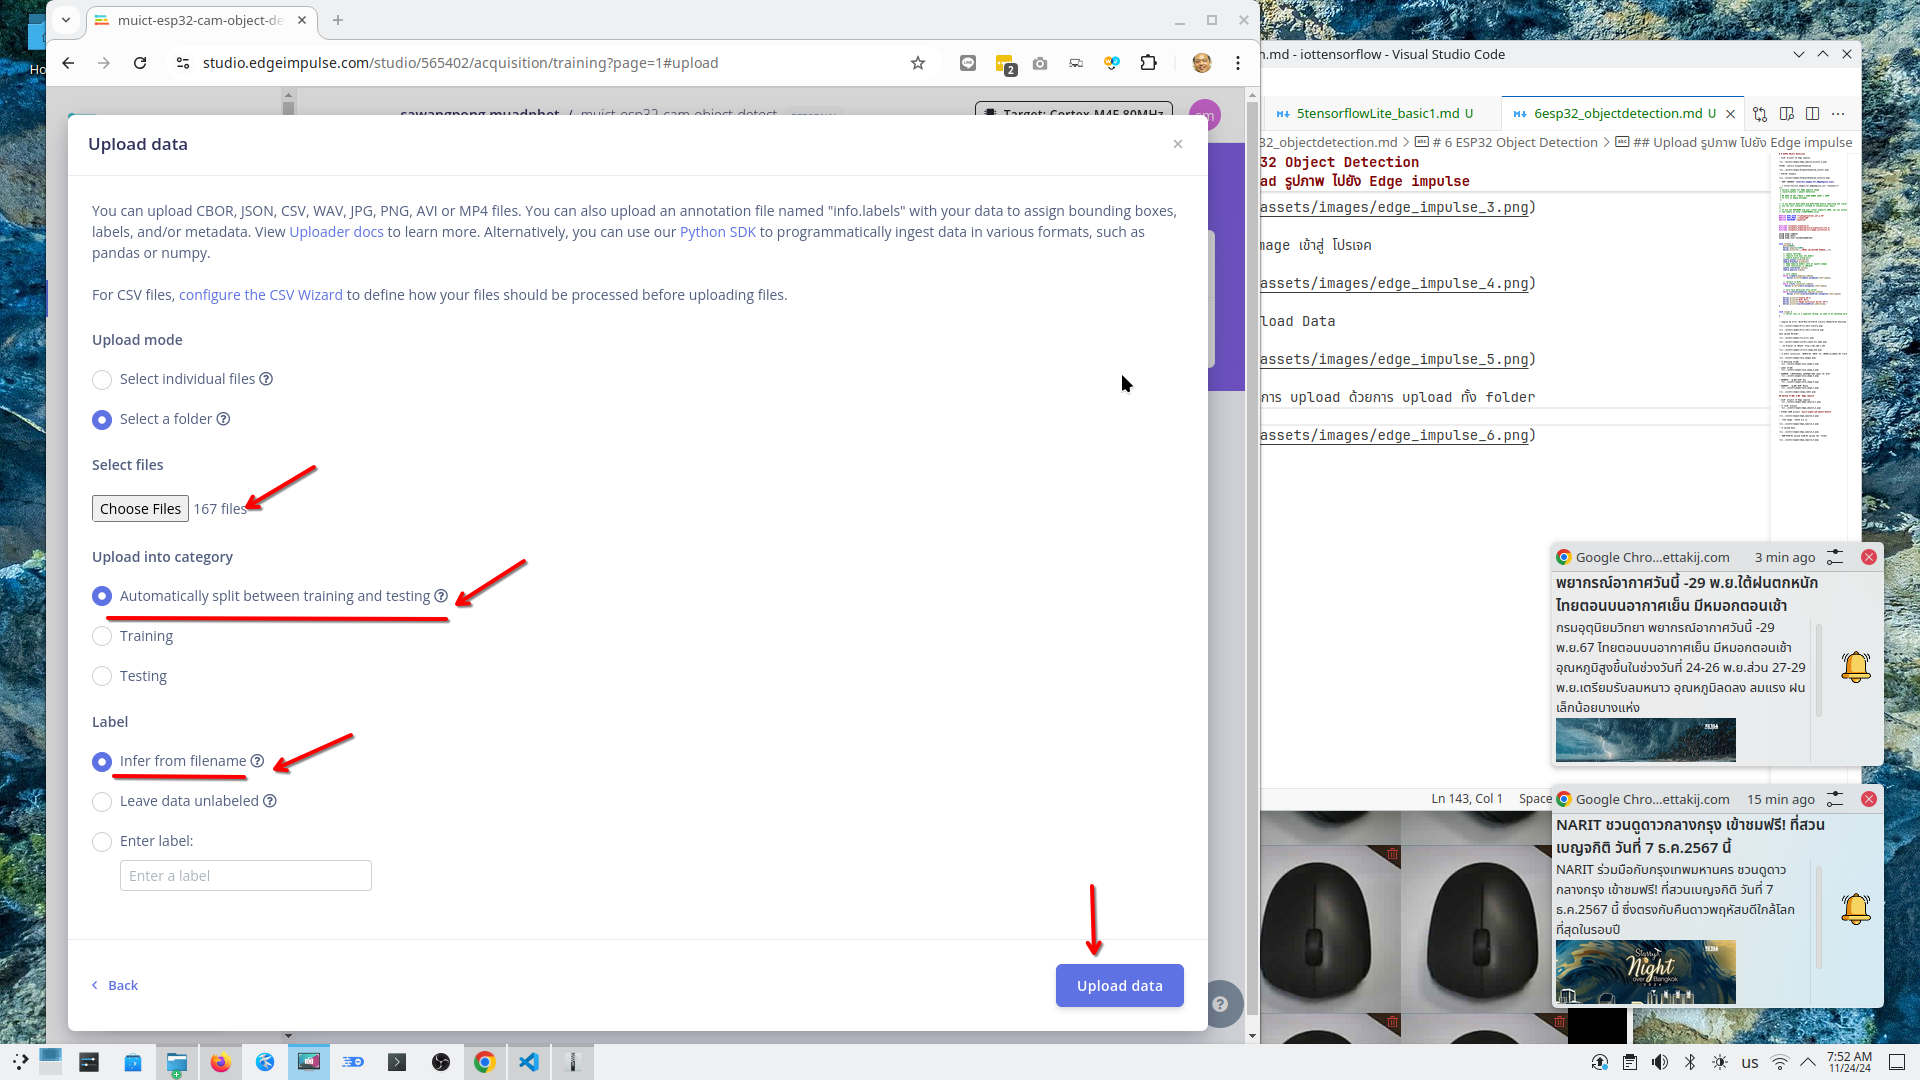 muict-esp32-cam-object-de
studio.edgeimpulse.com/studio/565402/acquisition/training?page=1#upload
2
Ho
Upload data
You can upload CBOR, JSON, CSV, WAV, JPG, PNG, AVI or MP4 files. You can also upload an annotation file named "info.labels" with your data to assign bounding boxes,
labels, and/or metadata. View Uploader docs to learn more. Alternatively, you can use our Python SDK to programmatically ingest data in various formats, such as
pandas or numpy.
For CSV files, configure the CSV Wizard to define how your files should be processed before uploading files.
Upload mode
Select individual files
Select a folder
Select files
Choose Files 167 files
Upload into category
Automatically split between training and testing
Training
Testing
Label
Infer from filename
Leave data unlabeled
Enter label:
Enter a label
Back
Upload data
n.md - iottensorflow - Visual Studio Code
5tensorflowLite_basic1.md U
6esp32_objectdetection.md U
32_objectdetection.md > # 6 ESP32 Object Detection > ## Upload รูปภาพ ไปยัง Edge impulse
32 Object Detection
ad รูปภาพ ไปยัง Edge impulse
assets/images/edge_impulse_3.png)
mage เข้าสู่ โปรเจค
assets/images/edge_impulse_4.png)
load Data
assets/images/edge_impulse_5.png)
การ upload ด้วยการ upload ทั้ง folder
assets/images/edge_impulse_6.png)
Ln 143, Col 1 Space
Google Chro...ettakij.com 3 min ago
พยากรณ์อากาศวันนี้ -29 พ.ย.ใต้ฝนตกหนัก
ไทยตอนบนอากาศเย็น มีหมอกตอนเช้า
กรมอุตุนิยมวิทยา พยากรณ์อากาศวันนี้ -29
พ.ย.67 ไทยตอนบนอากาศเย็น มีหมอกตอนเช้า
อุณหภูมิสูงขึ้นในช่วงวันที่ 24-26 พ.ย.ส่วน 27-29
พ.ย.เตรียมรับลมหนาว อุณหภูมิลดลง ลมแรง ฝน
เล็กน้อยบางแห่ง
Google Chro...ettakij.com 15 min ago
NARIT ชวนดูดาวกลางกรุง เข้าชมฟรี! ที่สวน
เบญจกิติ วันที่ 7 ธ.ค.2567 นี้
NARIT ร่วมมือกับกรุงเทพมหานคร ชวนดูดาว
กลางกรุง เข้าชมฟรี! ที่สวนเบญจกิติ วันที่ 7
ธ.ค.2567 นี้ ซึ่งตรงกับคืนดาวพฤหัสบดีใกล้โลก
ที่สุดในรอบปี
Starry Night
over Bangkok
us
7:52 AM
11/24/24